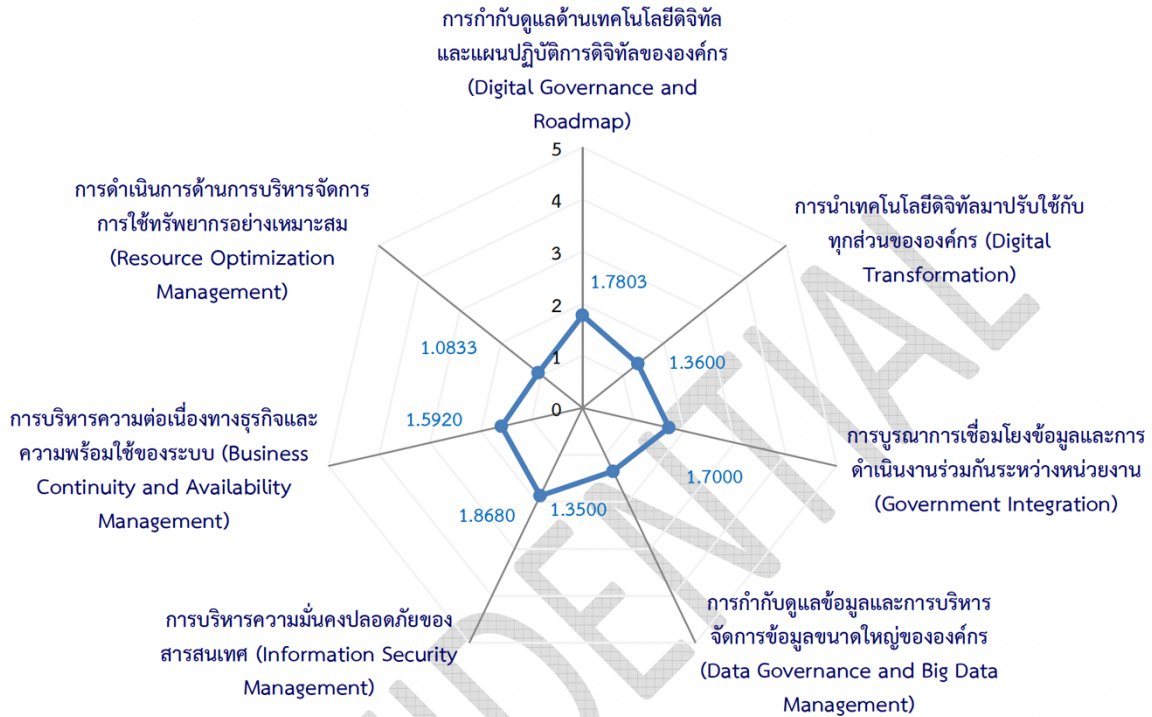 การกำกับดูแลด้านเทคโนโลยีดิจิทัล
และแผนปฏิบัติการดิจิทัลขององค์กร
(Digital Governance and
Roadmap)
5
4
3
2
1
0
การนำเทคโนโลยีดิจิทัลมาปรับใช้กับ
ทุกส่วนขององค์กร (Digital
Transformation)
การบูรณาการเชื่อมโยงข้อมูลและการ
ดำเนินงานร่วมกันระหว่างหน่วยงาน
(Government Integration)
การกำกับดูแลข้อมูลและการบริหาร
จัดการข้อมูลขนาดใหญ่ขององค์กร
(Data Governance and Big Data
Management)
การบริหารความมั่นคงปลอดภัยของ
สารสนเทศ (Information Security
Management)
การบริหารความต่อเนื่องทางธุรกิจและ
ความพร้อมใช้ของระบบ (Business
Continuity and Availability
Management)
การดำเนินการด้านการบริหารจัดการ
การใช้ทรัพยากรอย่างเหมาะสม
(Resource Optimization
Management)
1.7803
1.3600
1.7000
1.3500
1.8680
1.5920
1.0833
IDENTIAL